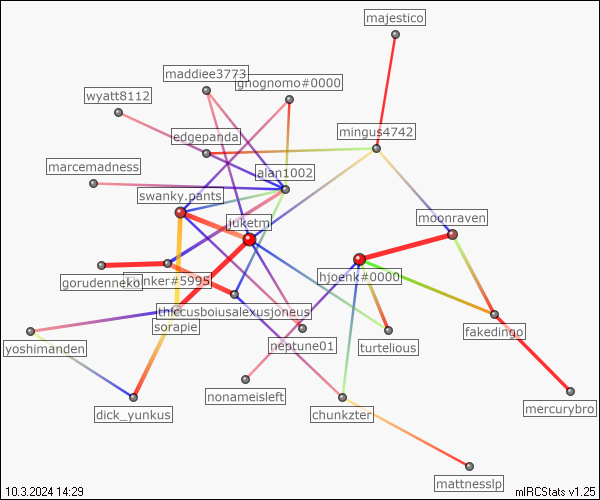 majestico
maddiee3773
gnognomo#0000
wyatt8112
mingus4742
edgepanda
marcemadness
alan1002
swanky.pants
juketm
moonraven
hjoenk#0000
gorudenneko
#5995
thiccusboiusalexusjoneus
sorapie
fakedingo
yoshimanden
neptune01
turtelious
nonameisleft
dick_yunkus
chunkzter
mercurybro
mattnesslp
10.3.2024 14:29
mIRCStats v1.25